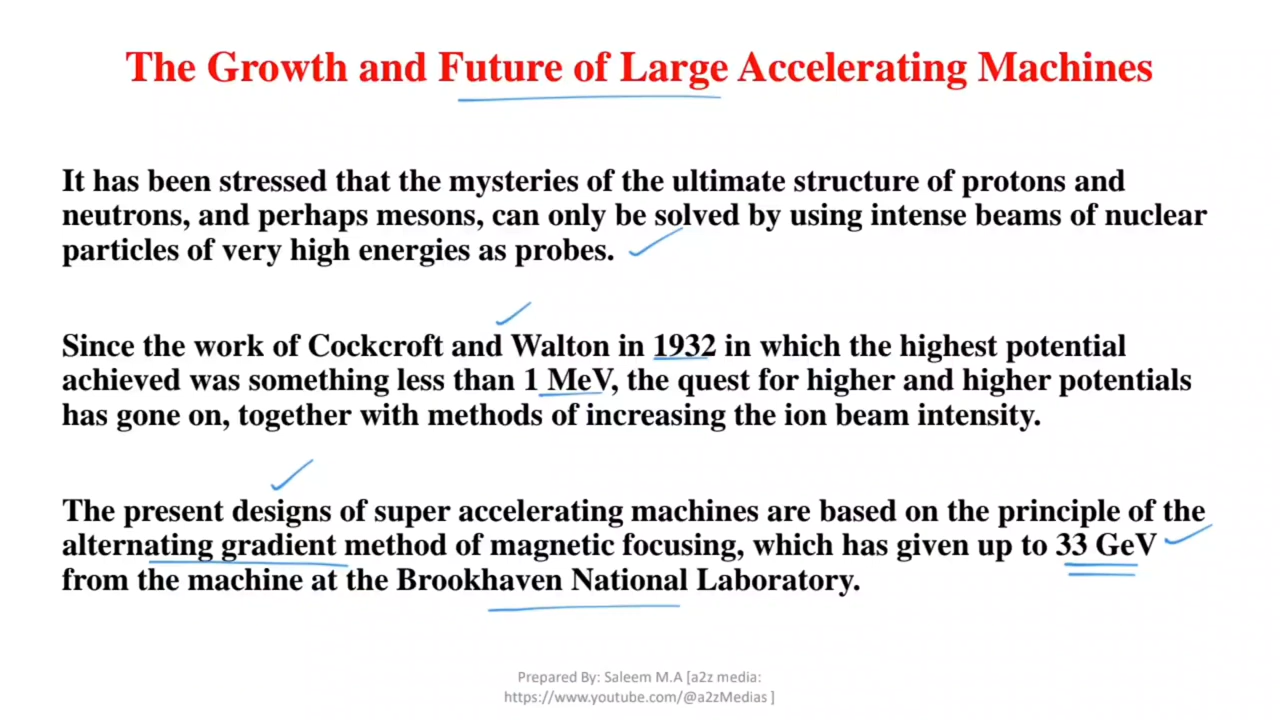 The Growth and Future of Large Accelerating Machines
It has been stressed that the mysteries of the ultimate structure of protons and
neutrons, and perhaps mesons, can only be solved by using intense beams of nuclear
particles of very high energies as probes.
Since the work of Cockcroft and Walton in 1932 in which the highest potential
achieved was something less than 1 MeV, the quest for higher and higher potentials
has gone on, together with methods of increasing the ion beam intensity.
The present designs of super accelerating machines are based on the principle of the
alternating gradient method of magnetic focusing, which has given up to 33 GeV
from the machine at the Brookhaven National Laboratory.
Prepared By: Saleem M.A [a2z media:
https://www.youtube.com/@a2zMedias ]